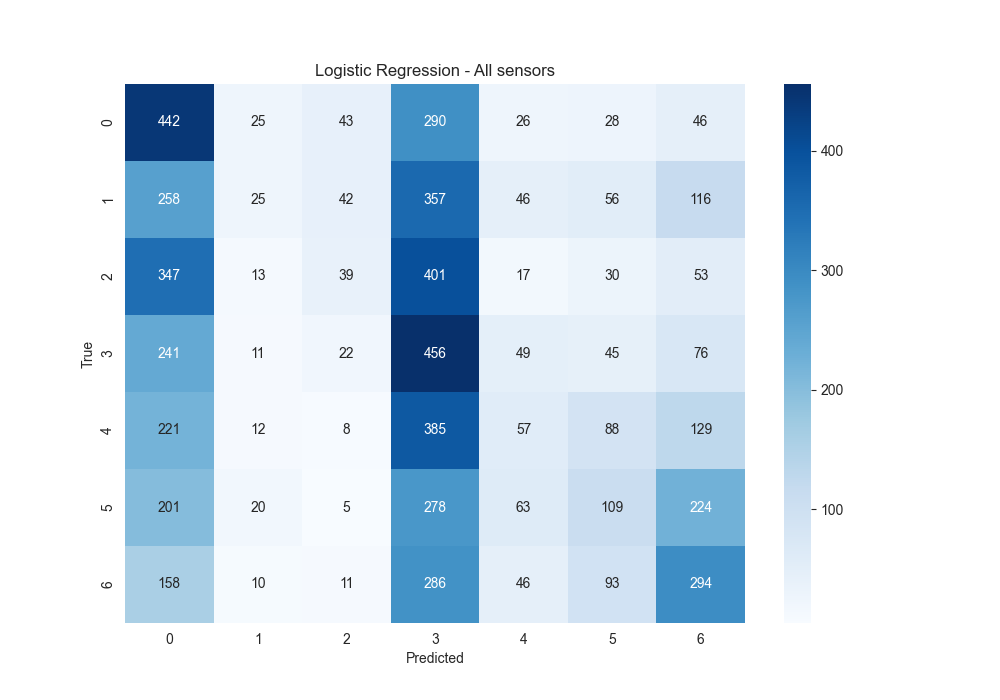 Logistic Regression - All sensors
0 442 25 43 290 26 28 46
1 258 25 42 357 46 56 116
2 347 13 39 401 17 30 53
3 241 11 22 456 49 45 76
4 221 12 8 385 57 88 129
5 201 20 5 278 63 109 224
6 158 10 11 286 46 93 294
True
0 1 2 3 4 5 6
Predicted
400
300
200
100